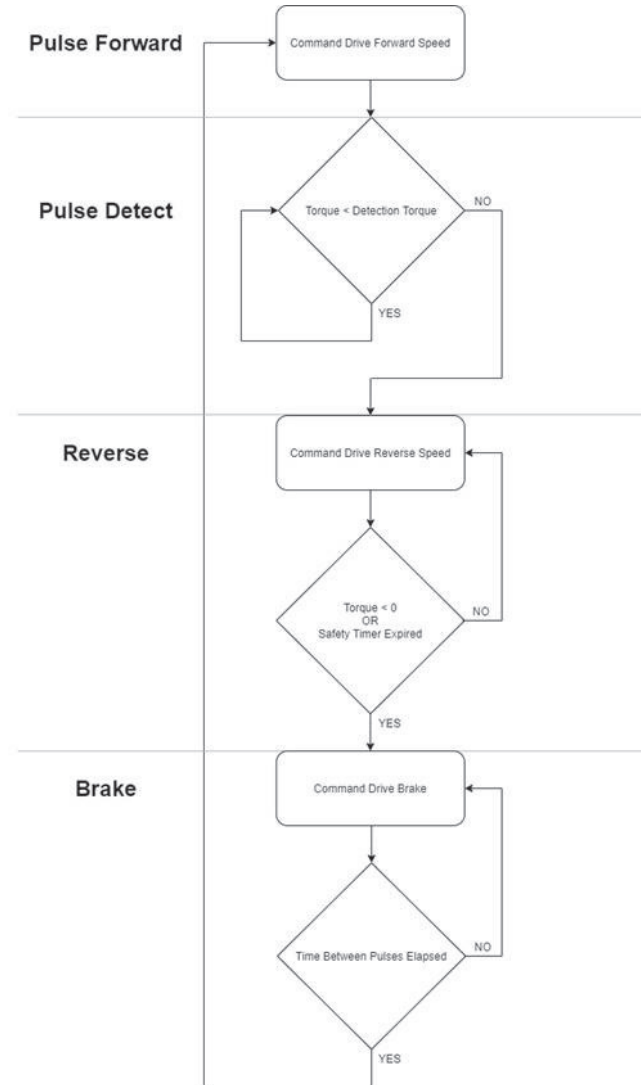 Pulse Forward
Command Drive Forward Speed
Pulse Detect
Torque < Detection Torque
NO
YES
Reverse
Command Drive Reverse Speed
Torque < 0
OR
Safety Timer Expired
NO
YES
Brake
Command Drive Brake
Time Between Pulses Elapsed
NO
YES